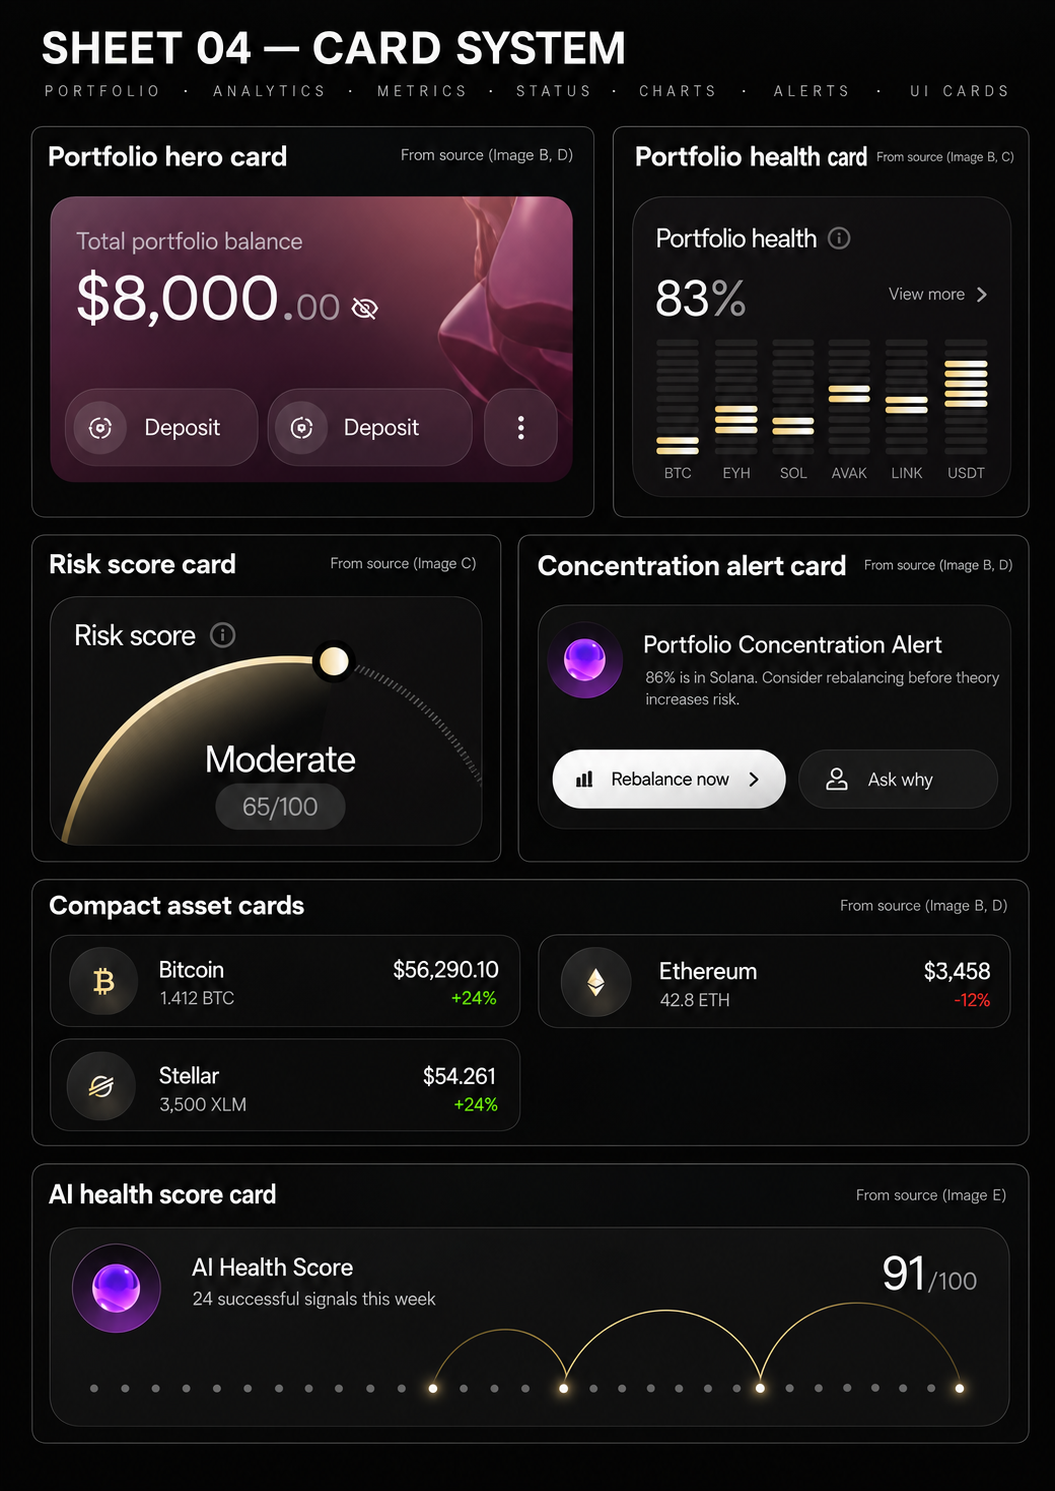 SHEET 04 — CARD SYSTEM
PORTFOLIO · ANALYTICS · METRICS · STATUS · CHARTS · ALERTS · UI CARDS
Portfolio hero card
From source (Image B, D)
Total portfolio balance
$8,000.00
Deposit
Deposit
Portfolio health card
From source (Image B, C)
Portfolio health
83%
View more
BTC EYH SOL AVAK LINK USDT
Risk score card
From source (Image C)
Risk score
Moderate
65/100
Concentration alert card
From source (Image B, D)
Portfolio Concentration Alert
86% is in Solana. Consider rebalancing before theory
increases risk.
Rebalance now
Ask why
Compact asset cards
From source (Image B, D)
Bitcoin
$56,290.10
1.412 BTC
+24%
Ethereum
$3,458
42.8 ETH
-12%
Stellar
$54.261
3,500 XLM
+24%
AI health score card
From source (Image E)
AI Health Score
24 successful signals this week
91/100